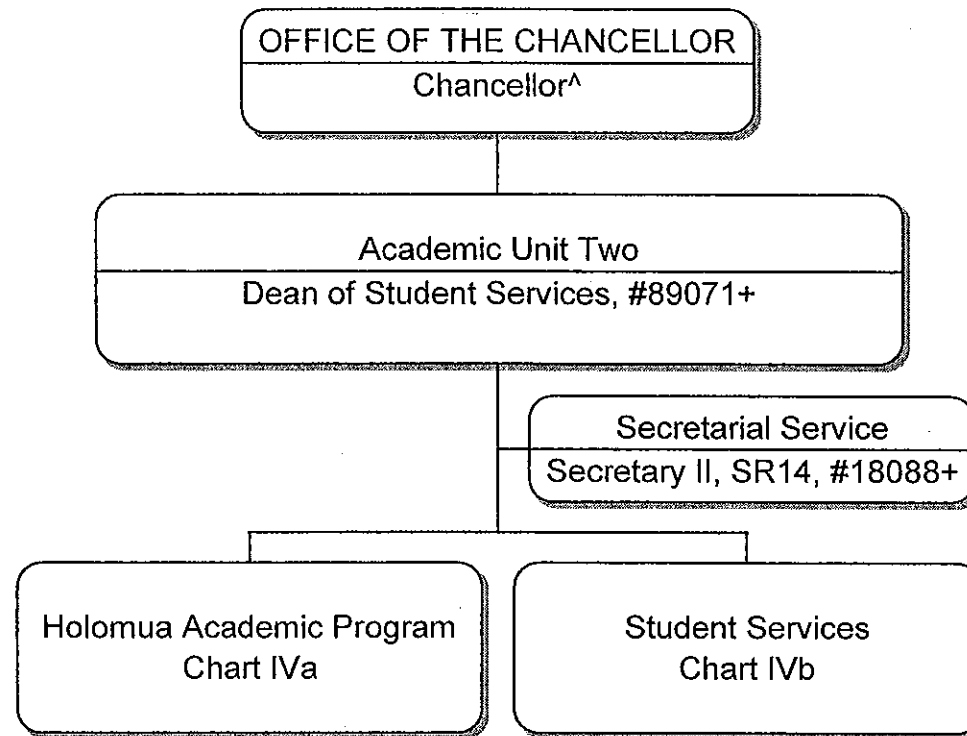 OFFICE OF THE CHANCELLOR
Chancellor^
Academic Unit Two
Dean of Student Services, #89071+
Secretarial Service
Secretary II, SR14, #18088+
Holomua Academic Program
Chart IVa
Student Services
Chart IVb